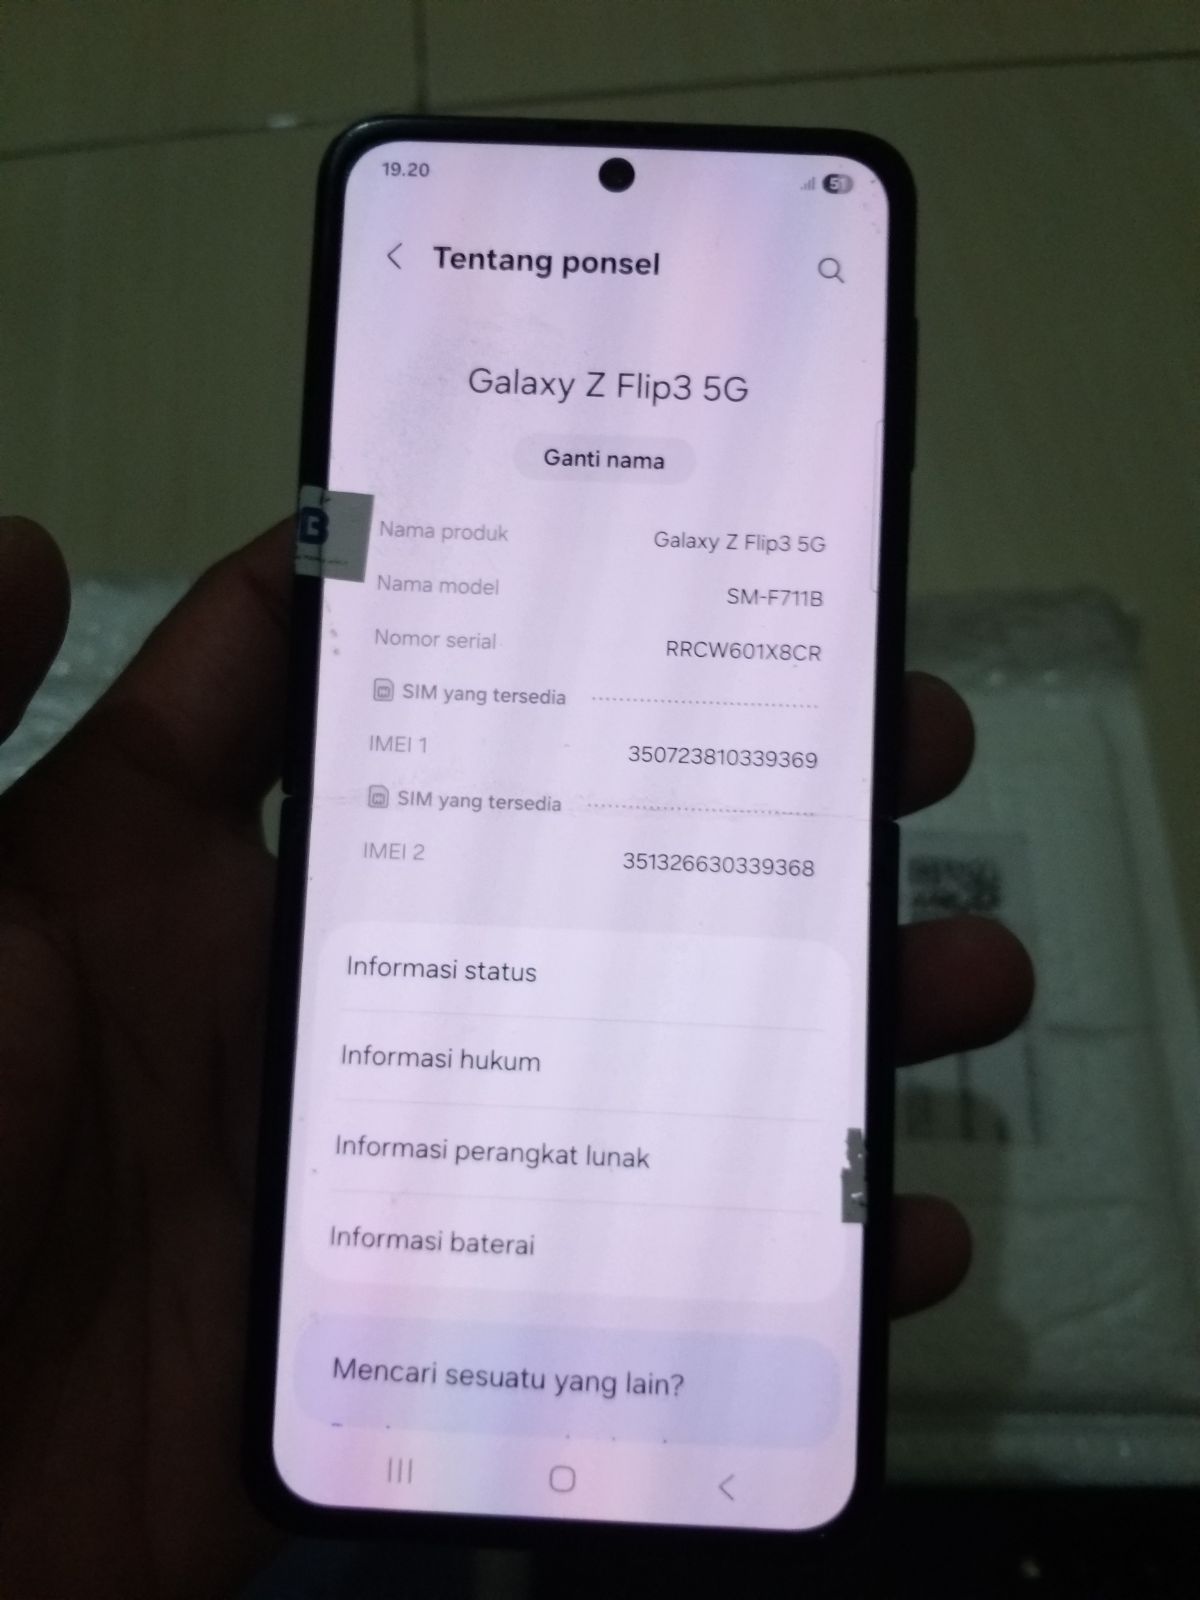 19.20
51
Tentang ponsel
Galaxy Z Flip3 5G
Ganti nama
Nama produk Galaxy Z Flip3 5G
Nama model SM-F711B
Nomor serial RRCW601X8CR
SIM yang tersedia
IMEI 1 350723810339369
SIM yang tersedia
IMEI 2 351326630339368
Informasi status
Informasi hukum
Informasi perangkat lunak
Informasi baterai
Mencari sesuatu yang lain?
B